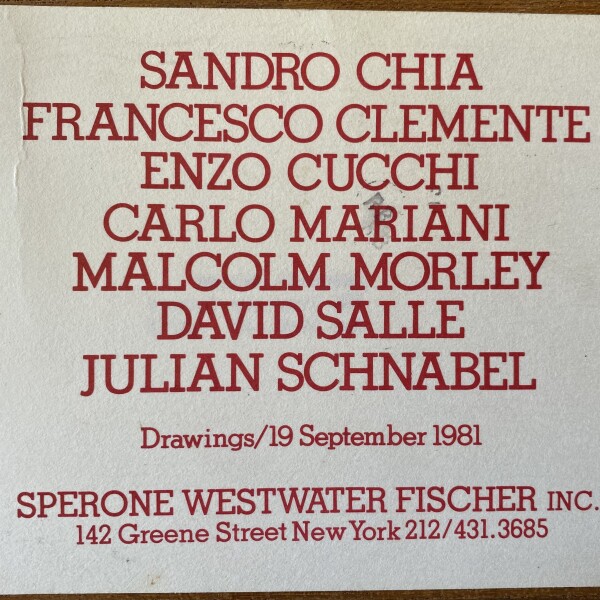 SANDRO CHIA
FRANCESCO CLEMENTE
ENZO CUCCHI
CARLO MARIANI
MALCOLM MORLEY
DAVID SALLE
JULIAN SCHNABEL
Drawings/19 September 1981
SPERONE WESTWATER FISCHER INC.
142 Greene Street New York 212/431.3685